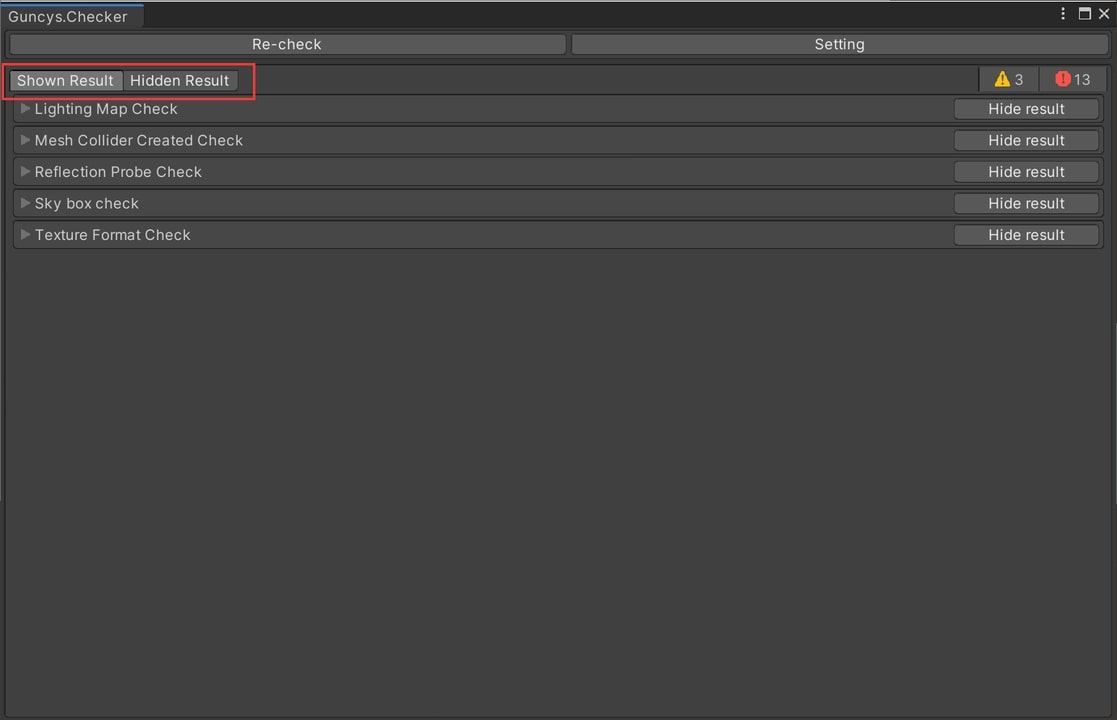 Guncys.Checker
Re-check Setting
Shown Result Hidden Result 3 13
Lighting Map Check Hide result
Mesh Collider Created Check Hide result
Reflection Probe Check Hide result
Sky box check Hide result
Texture Format Check Hide result